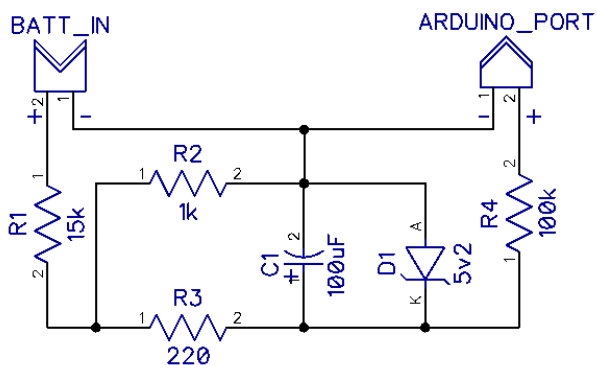 BATT_IN
ARDUINO_PORT
2
1
+
-
1
2
-
+
1
R1
15k
2
R2
1
2
1k
2
R4
100k
1
2
C1
+
100uF
A
D1
5v2
K
R3
1
2
220